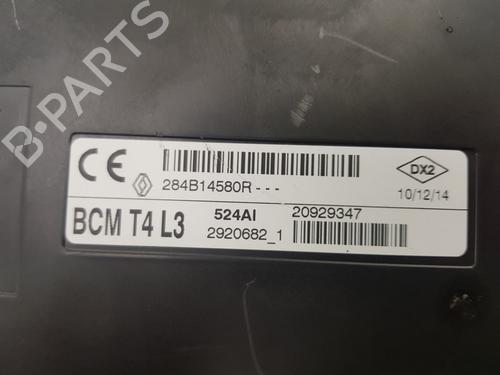 B-PARTS
CE
284B14580R---
DX2
10/12/14
BCM T4 L3
524AI
20929347
2920682_1